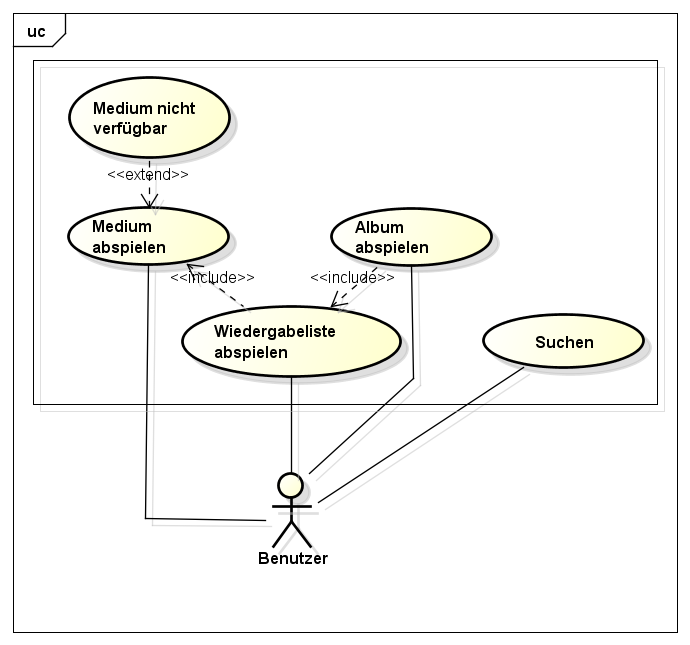 uc
Medium nicht
verfügbar
<<extend>>
Medium
abspielen
Album
abspielen
<<include>>
<<include>>
Wiedergabeliste
abspielen
Suchen
Benutzer